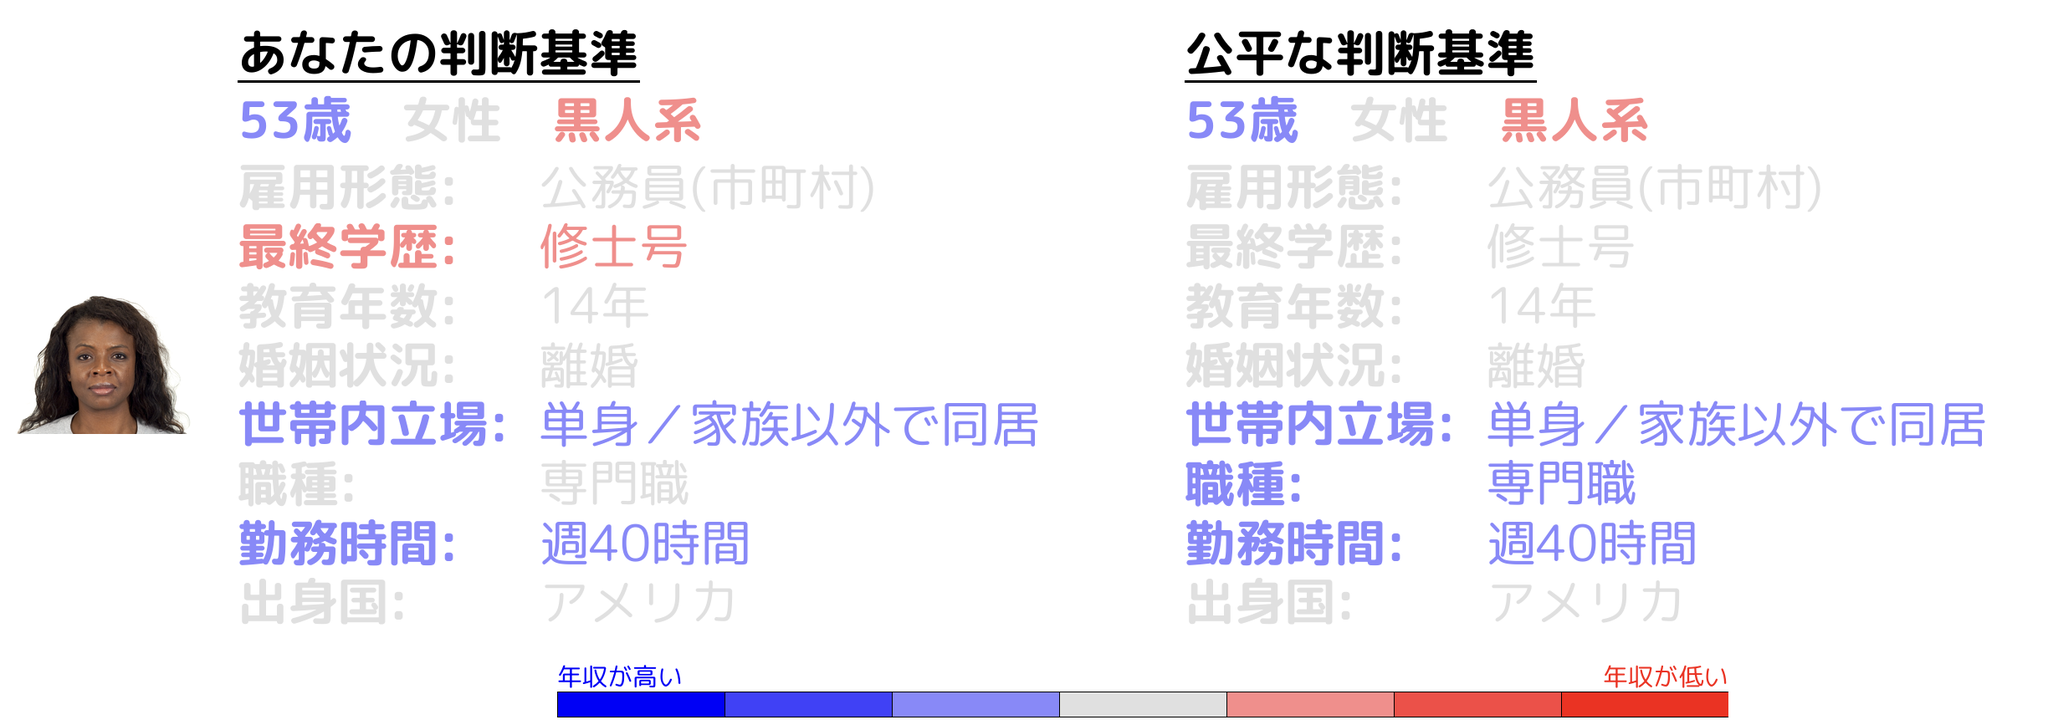 あなたの判断基準
53歳 女性 黒人系
雇用形態: 公務員(市町村)
最終学歴: 修士号
教育年数: 14年
婚姻状況: 離婚
世帯内立場: 単身／家族以外で同居
職種: 専門職
勤務時間: 週40時間
出身国: アメリカ
公平な判断基準
53歳 女性 黒人系
雇用形態: 公務員(市町村)
最終学歴: 修士号
教育年数: 14年
婚姻状況: 離婚
世帯内立場: 単身／家族以外で同居
職種: 専門職
勤務時間: 週40時間
出身国: アメリカ
年収が高い
年収が低い